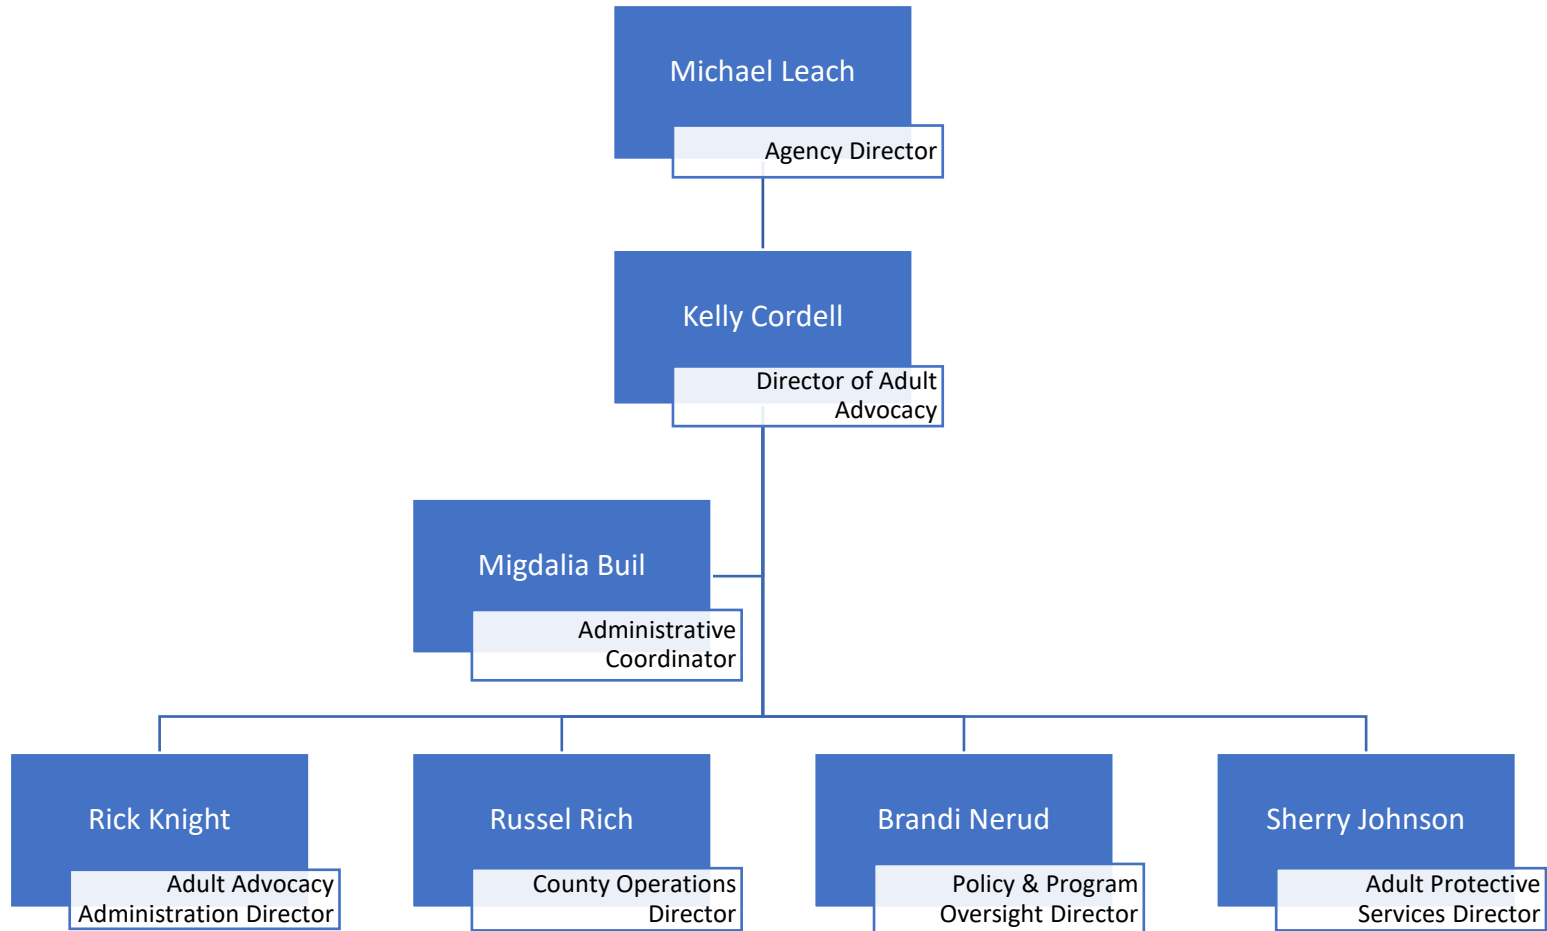 Michael Leach
Agency Director
Kelly Cordell
Director of Adult
Advocacy
Migdalia Buil
Administrative
Coordinator
Rick Knight
Adult Advocacy
Administration Director
Russel Rich
County Operations
Director
Brandi Nerud
Policy & Program
Oversight Director
Sherry Johnson
Adult Protective
Services Director